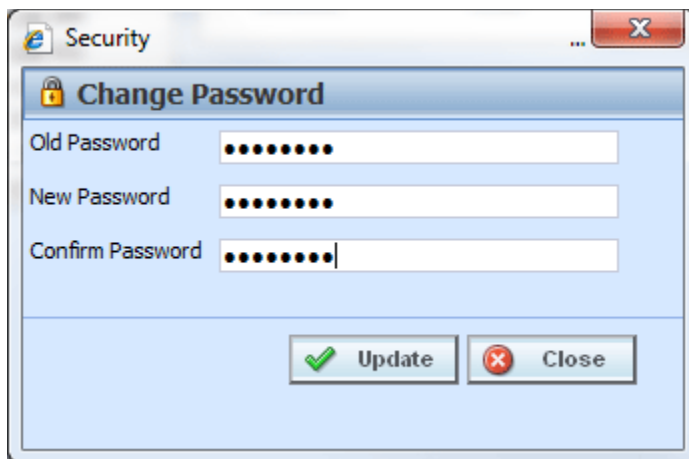 Security
...
Change Password
Old Password ••••••••
New Password ••••••••
Confirm Password ••••••••
Update Close